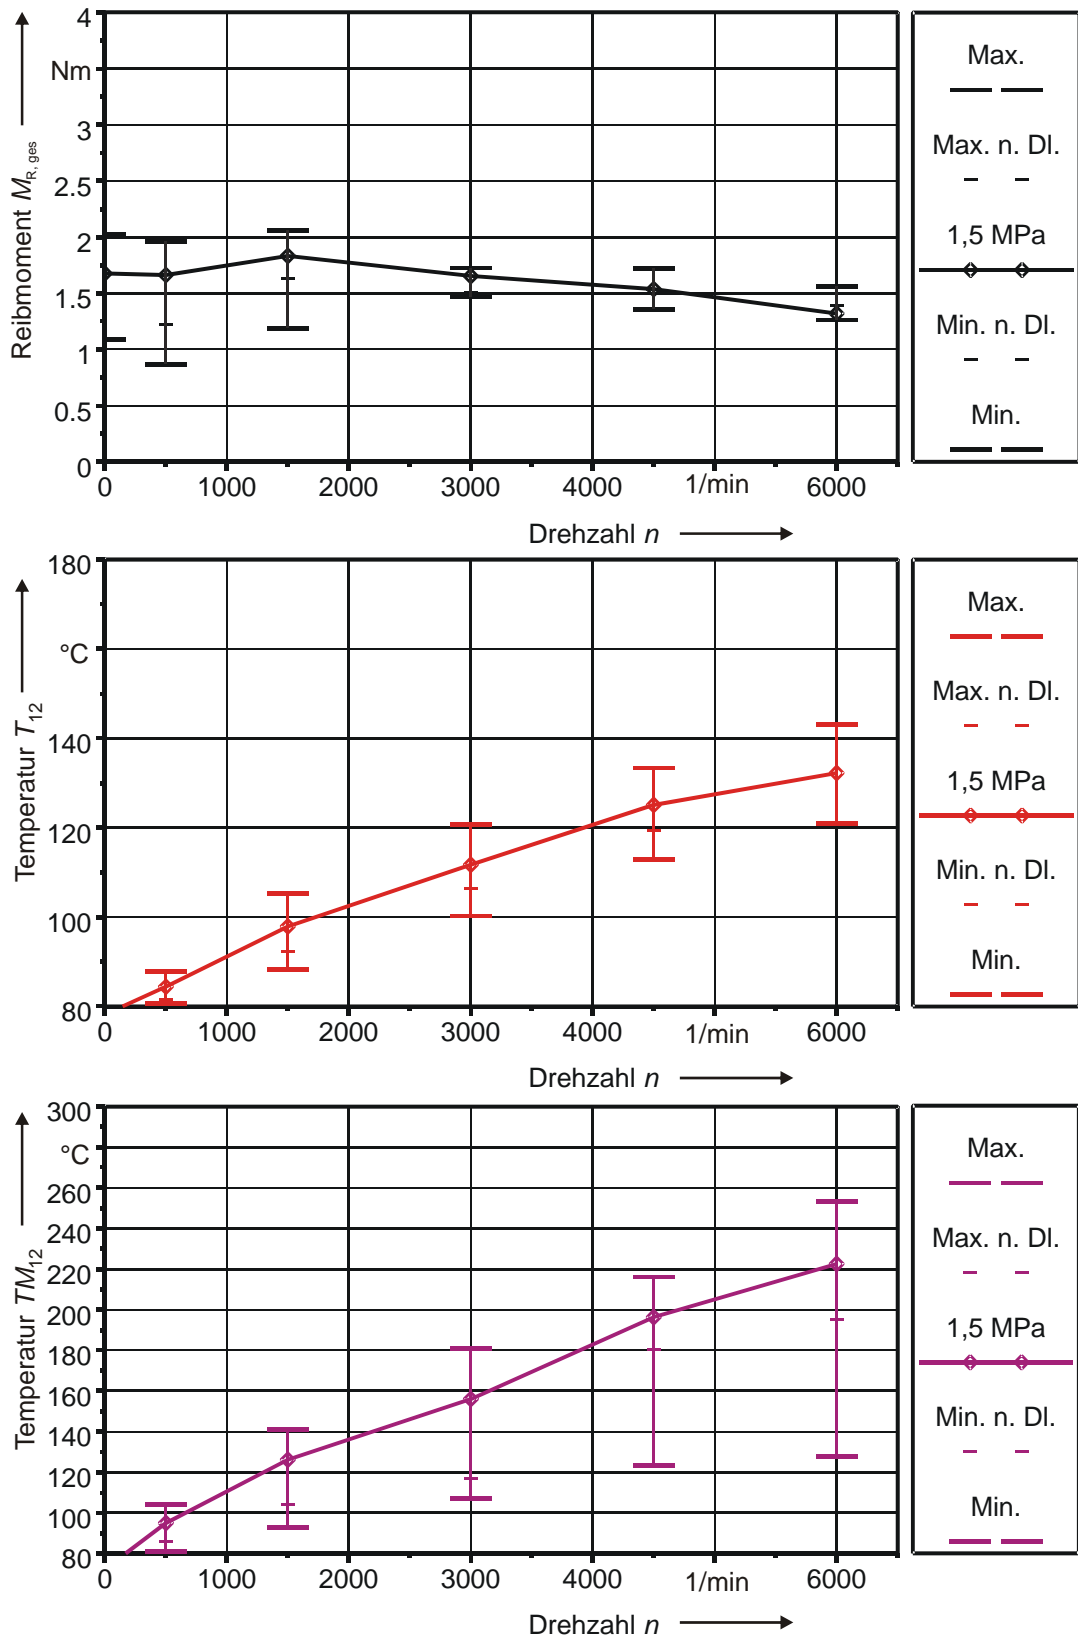 Reibmoment M R, ges
4
Nm
3
2.5
2
1.5
1
0.5
0
0 1000 2000 3000 4000 1/min 6000
Drehzahl n
Max.
Max. n. Dl.
1,5 MPa
Min. n. Dl.
Min.
Temperatur T12
180
°C
140
120
100
80
0 1000 2000 3000 4000 1/min 6000
Drehzahl n
Max.
Max. n. Dl.
1,5 MPa
Min. n. Dl.
Min.
Temperatur TM12
300
°C
260
240
220
200
180
160
140
120
100
80
0 1000 2000 3000 4000 1/min 6000
Drehzahl n
Max.
Max. n. Dl.
1,5 MPa
Min. n. Dl.
Min.